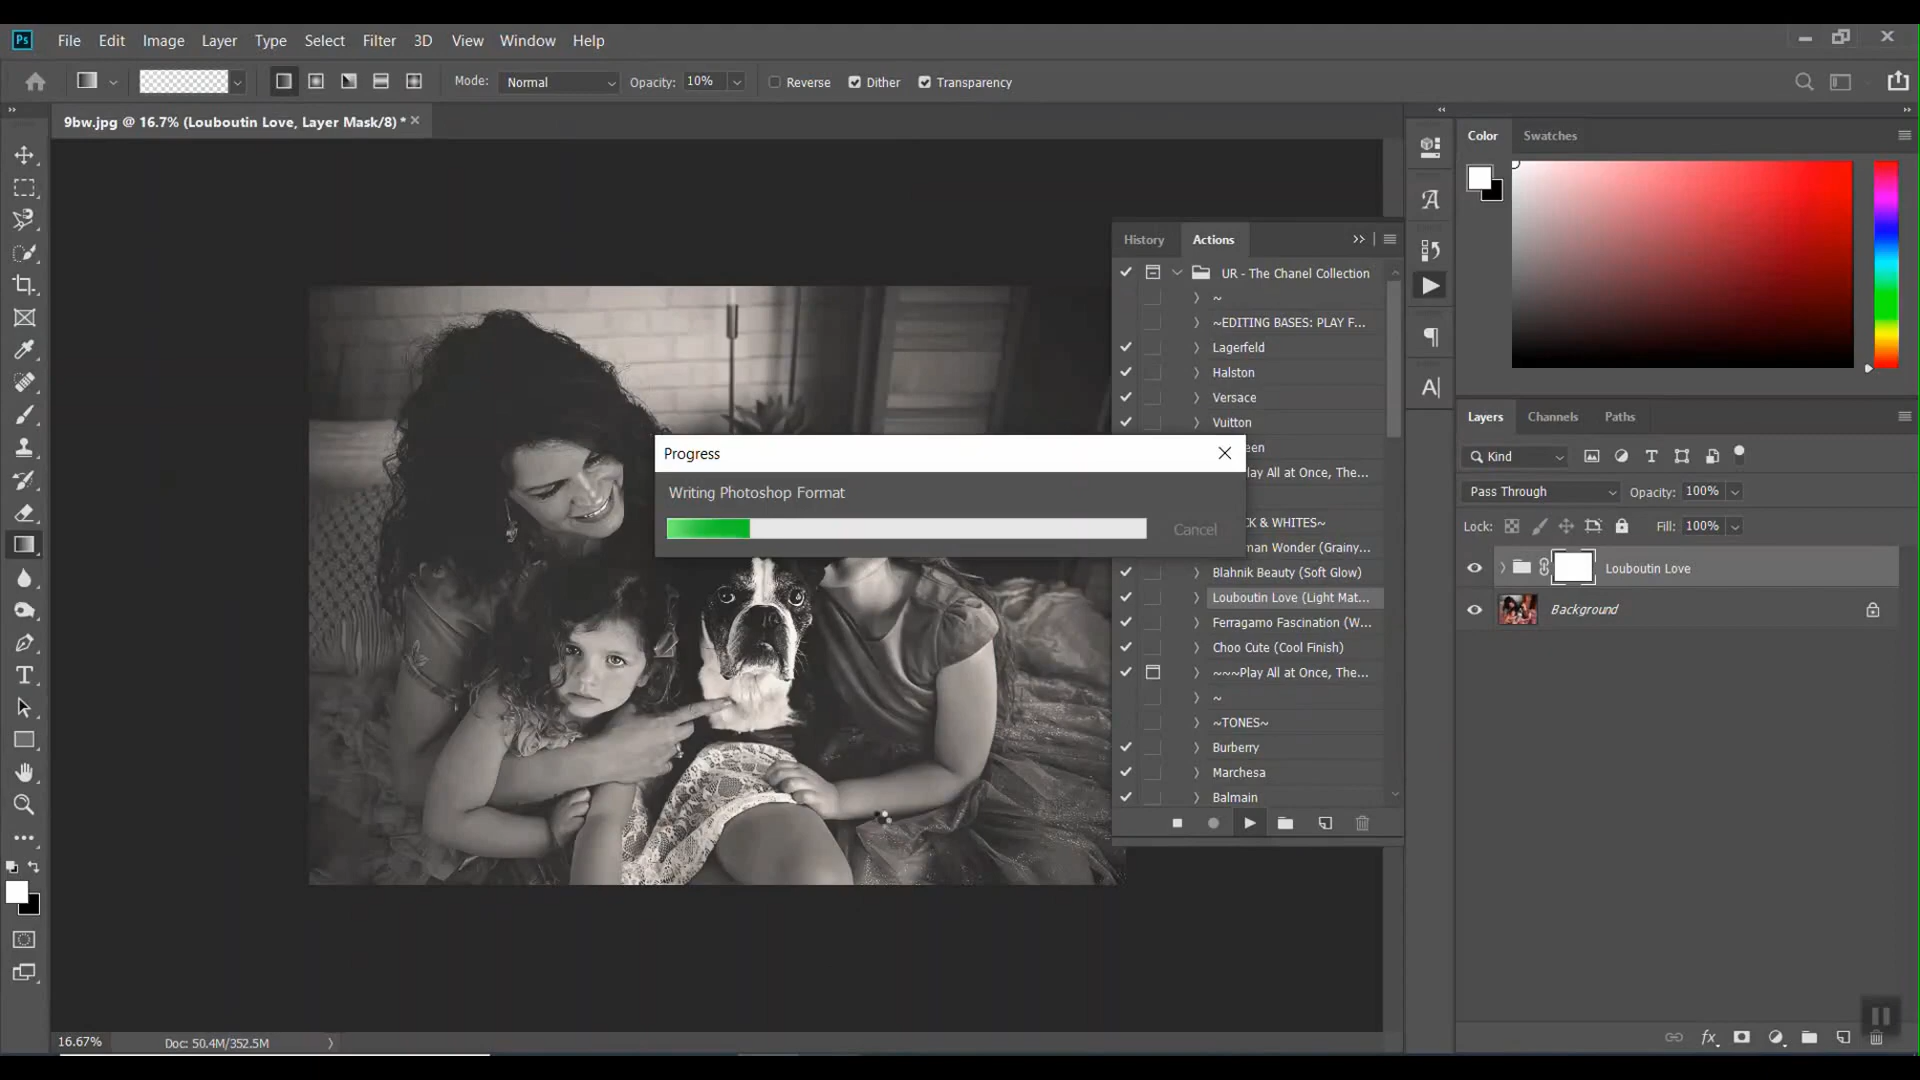 Ps File Edit Image Layer Type Select Filter 3D View Window Help
Mode: Normal Opacity: 10% Reverse Dither Transparency
9bw.jpg @ 16.7% (Louboutin Love, Layer Mask/8) *
Color Swatches
History Actions
UR - The Chanel Collection
~
~EDITING BASES: PLAY F...
Lagerfeld
Halston
Versace
Vuitton
een
lay All at Once, The...
CK & WHITES~
man Wonder (Grainy...
Blahnik Beauty (Soft Glow)
Louboutin Love (Light Mat...
Ferragamo Fascination (W...
Choo Cute (Cool Finish)
~~~Play All at Once, The...
~
~TONES~
Burberry
Marchesa
Balmain
Progress
Writing Photoshop Format
Cancel
Layers Channels Paths
Kind
Pass Through Opacity: 100%
Lock: Fill: 100%
Louboutin Love
Background
16.67% Doc: 50.4M/352.5M